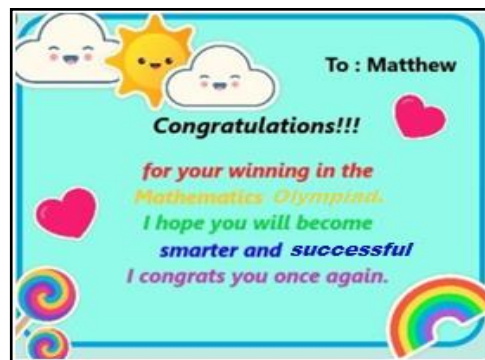 To : Matthew
Congratulations!!!
for your winning in the
Mathematics Olympiad.
I hope you will become
smarter and successful
I congrats you once again.